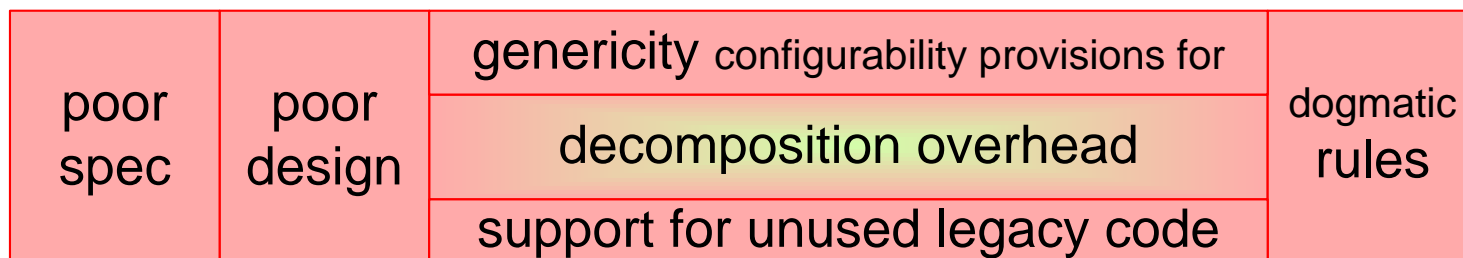 poor
spec
poor
design
genericity configurability provisions for
decomposition overhead
support for unused legacy code
dogmatic
rules